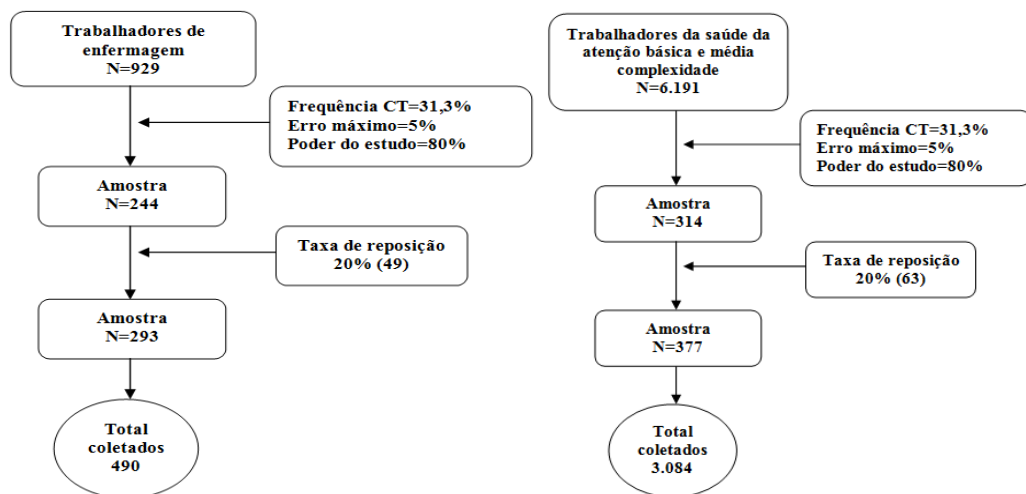 Trabalhadores de
enfermagem
N=929
Frequência CT=31,3%
Erro máximo=5%
Poder do estudo=80%
Amostra
N=244
Taxa de reposição
20% (49)
Amostra
N=293
Total
coletados
490
Trabalhadores da saúde da
atenção básica e média
complexidade
N=6.191
Frequência CT=31,3%
Erro máximo=5%
Poder do estudo=80%
Amostra
N=314
Taxa de reposição
20% (63)
Amostra
N=377
Total
coletados
3.084